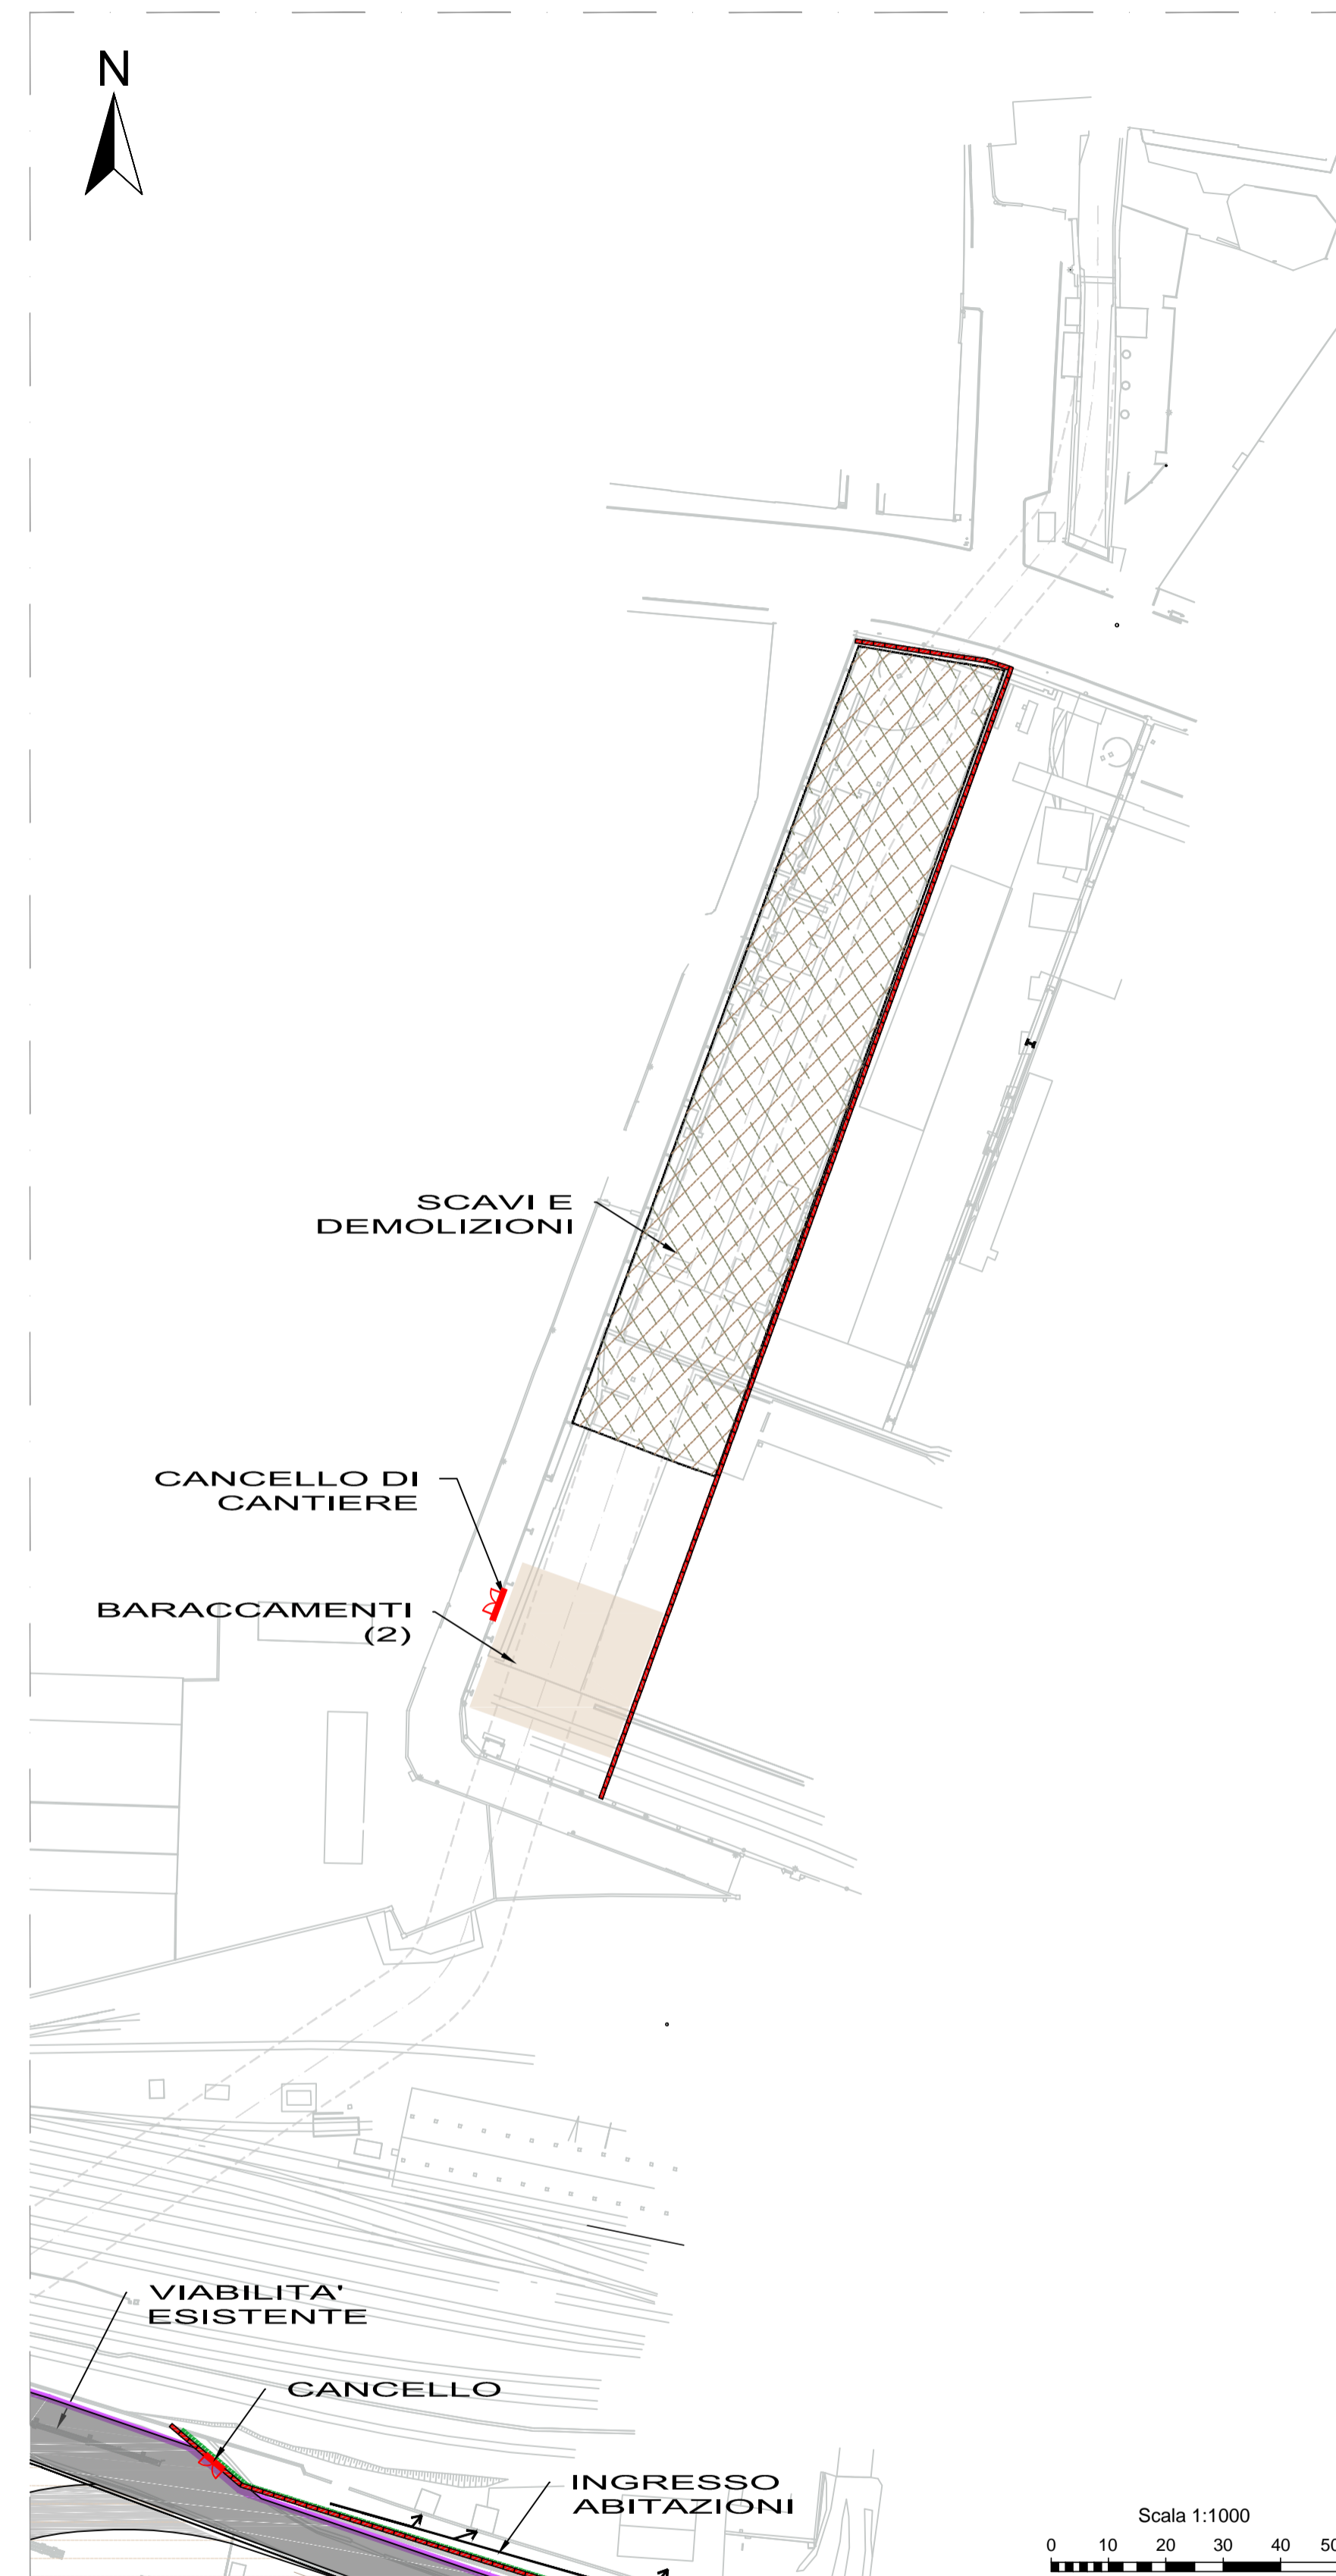 N
SCAVI E
DEMOLIZIONI
CANCELLO DI
CANTIERE
BARACCAMENTI
(2)
VIABILITA'
ESISTENTE
CANCELLO
INGRESSO
ABITAZIONI
Scala 1:1000
0 10 20 30 40 50